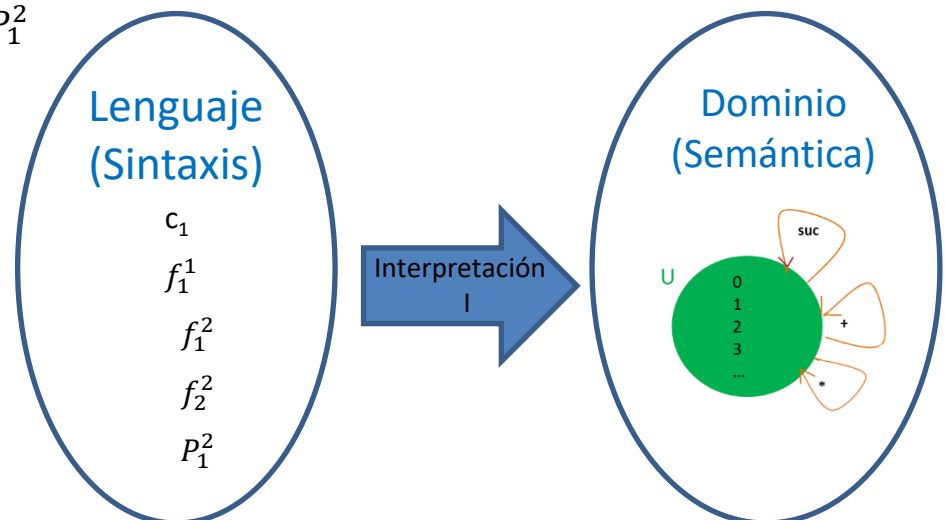 P₁²
Lenguaje
(Sintaxis)
c₁
f₁¹
f₁²
f₂²
P₁²
Interpretación
I
Dominio
(Semántica)
suc
U
0
1
2
3
...
+
*